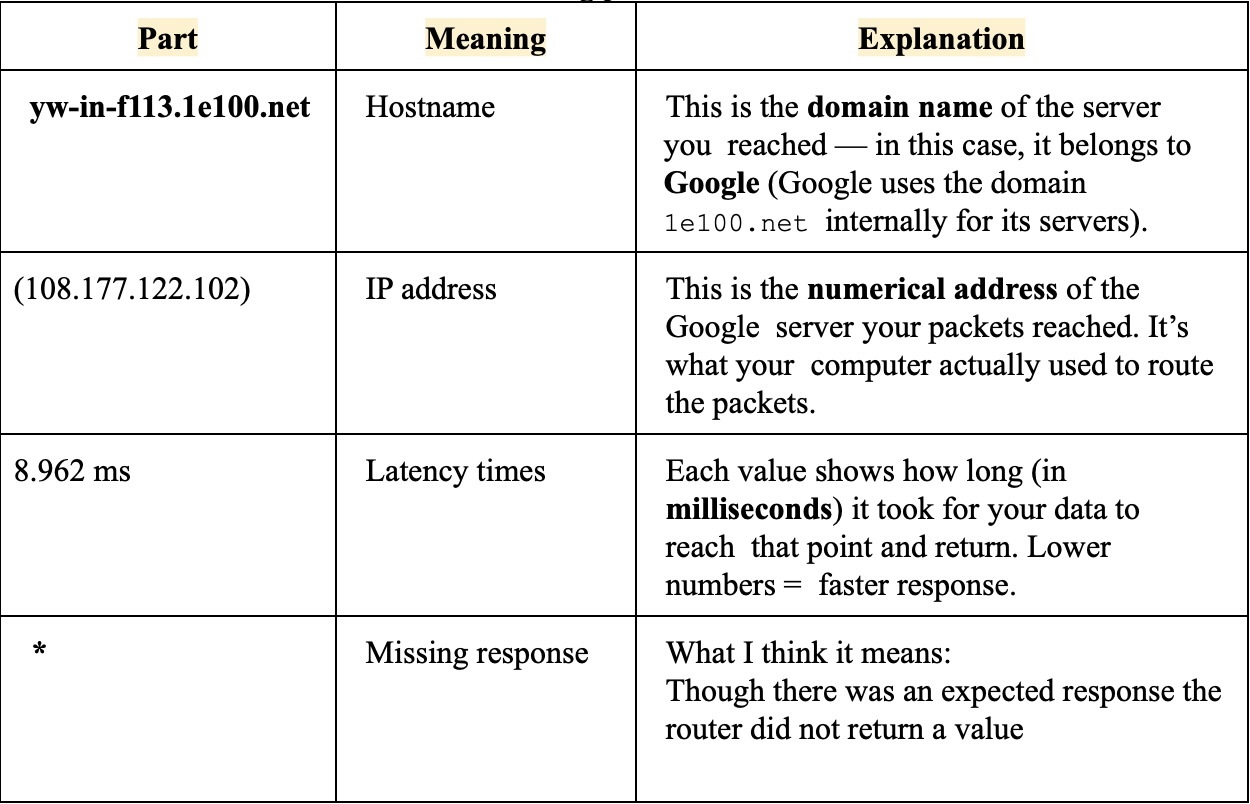 Part Meaning Explanation
yw-in-f113.1e100.net Hostname This is the domain name of the server
you reached — in this case, it belongs to
Google (Google uses the domain
1e100.net internally for its servers).
(108.177.122.102) IP address This is the numerical address of the
Google server your packets reached. It’s
what your computer actually used to route
the packets.
8.962 ms Latency times Each value shows how long (in
milliseconds) it took for your data to
reach that point and return. Lower
numbers = faster response.
* Missing response What I think it means:
Though there was an expected response the
router did not return a value